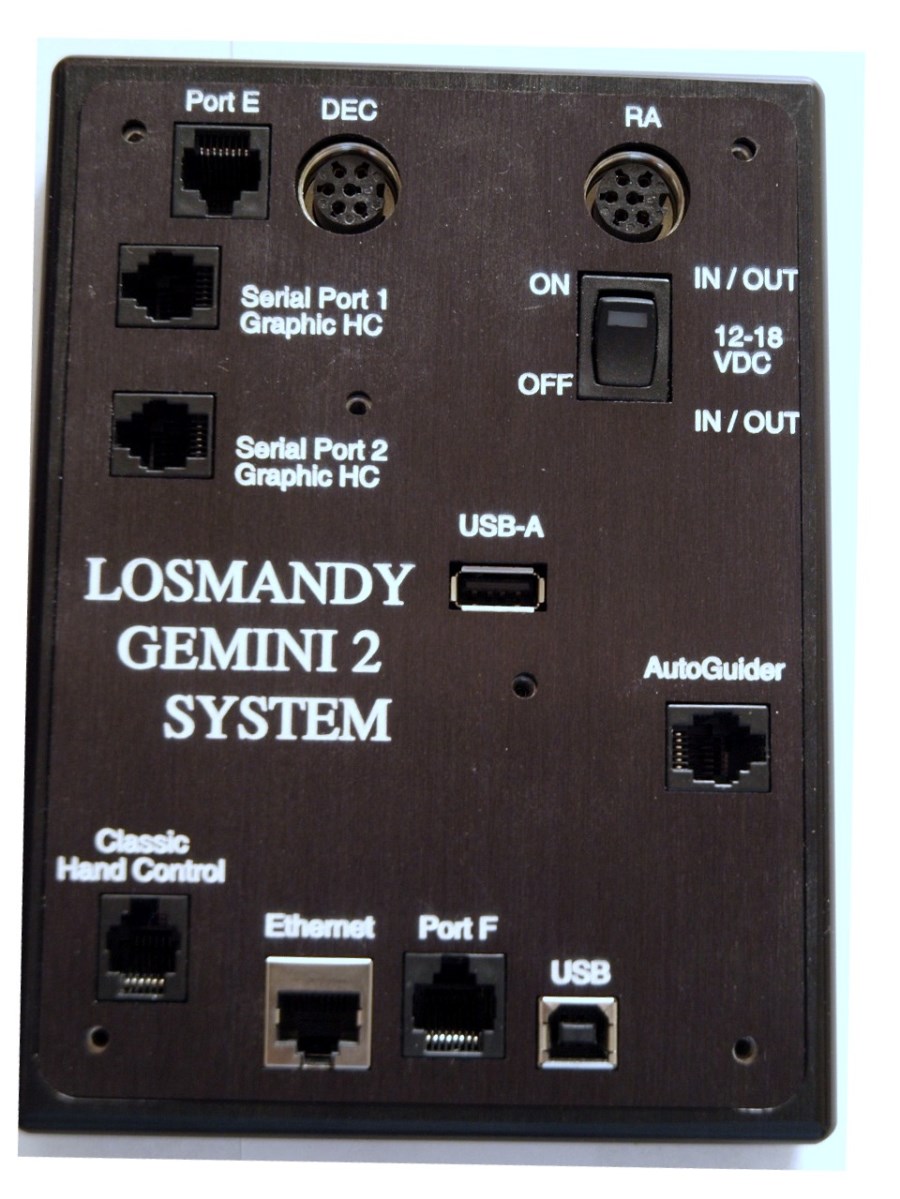 Port E
DEC
RA
Serial Port 1
Graphic HC
ON
IN / OUT
12-18
VDC
OFF
IN / OUT
Serial Port 2
Graphic HC
USB-A
LOSMANDY
GEMINI 2
SYSTEM
AutoGuider
Classic
Hand Control
Ethernet
Port F
USB